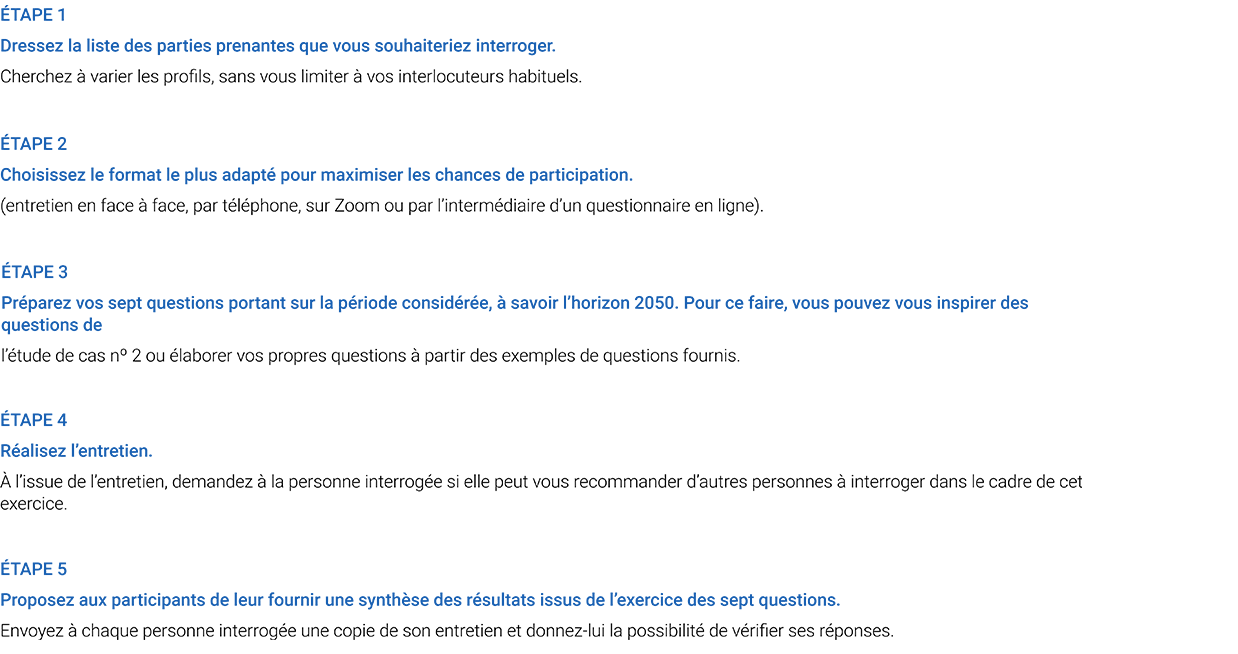 ÉTAPE 1
Dressez la liste des parties prenantes que vous souhaiteriez interroger.
Cherchez à varier les profils, sans vous limiter à vos interlocuteurs habituels.
ÉTAPE 2
Choisissez le format le plus adapté pour maximiser les chances de participation.
(entretien en face à face, par téléphone, sur Zoom ou par l’intermédiaire d’un questionnaire en ligne).
ÉTAPE 3
Préparez vos sept questions portant sur la période considérée, à savoir l’horizon 2050. Pour ce faire, vous pouvez vous inspirer des
questions de
l’étude de cas nº 2 ou élaborer vos propres questions à partir des exemples de questions fournis.
ÉTAPE 4
Réalisez l’entretien.
À l’issue de l’entretien, demandez à la personne interrogée si elle peut vous recommander d’autres personnes à interroger dans le cadre de cet
exercice.
ÉTAPE 5
Proposez aux participants de leur fournir une synthèse des résultats issus de l’exercice des sept questions.
Envoyez à chaque personne interrogée une copie de son entretien et donnez-lui la possibilité de vérifier ses réponses.